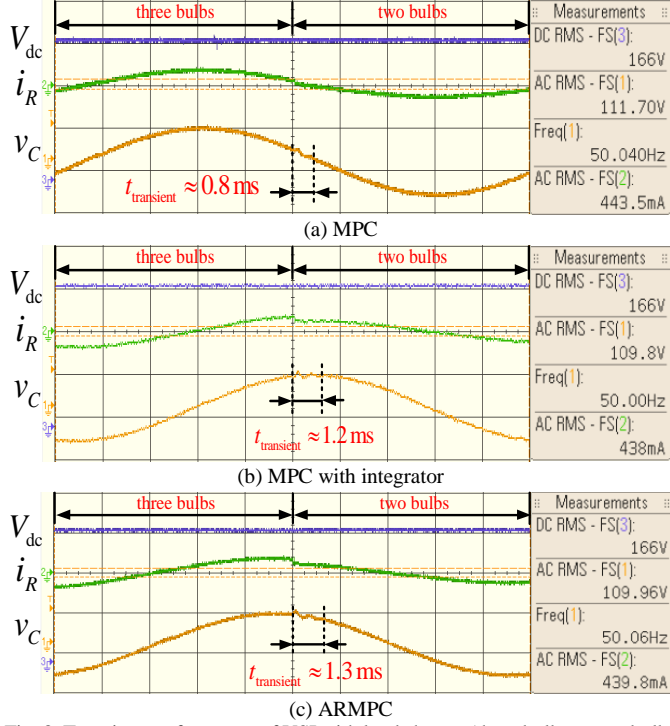 three bulbs two bulbs
V_dc
i_R
v_C
t_transient ≈ 0.8 ms
Measurements
DC RMS - FS(3):
166V
AC RMS - FS(1):
111.70V
Freq(1):
50.040Hz
AC RMS - FS(2):
443.5mA
(a) MPC
three bulbs two bulbs
V_dc
i_R
v_C
t_transient ≈ 1.2 ms
Measurements
DC RMS - FS(3):
166V
AC RMS - FS(1):
109.8V
Freq(1):
50.00Hz
AC RMS - FS(2):
438mA
(b) MPC with integrator
three bulbs two bulbs
V_dc
i_R
v_C
t_transient ≈ 1.3 ms
Measurements
DC RMS - FS(3):
166V
AC RMS - FS(1):
109.96V
Freq(1):
50.06Hz
AC RMS - FS(2):
439.8mA
(c) ARMPC